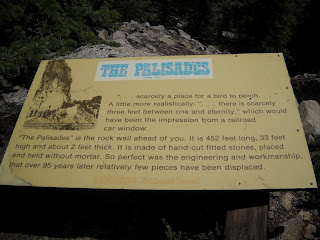 THE PALISADES
". . . scarcely a place for a bird to perch . . .
A little more realistically: ". . . there is scarcely
three feet between one and eternity," which would
have been the impression from a railroad
car window.
"The Palisades" is the rock wall ahead of you. It is 452 feet long, 33 feet
high and about 2 feet thick. It is made of hand-cut fitted stones, placed
and held without mortar. So perfect was the engineering and workmanship,
that over 95 years later relatively few pieces have been displaced.